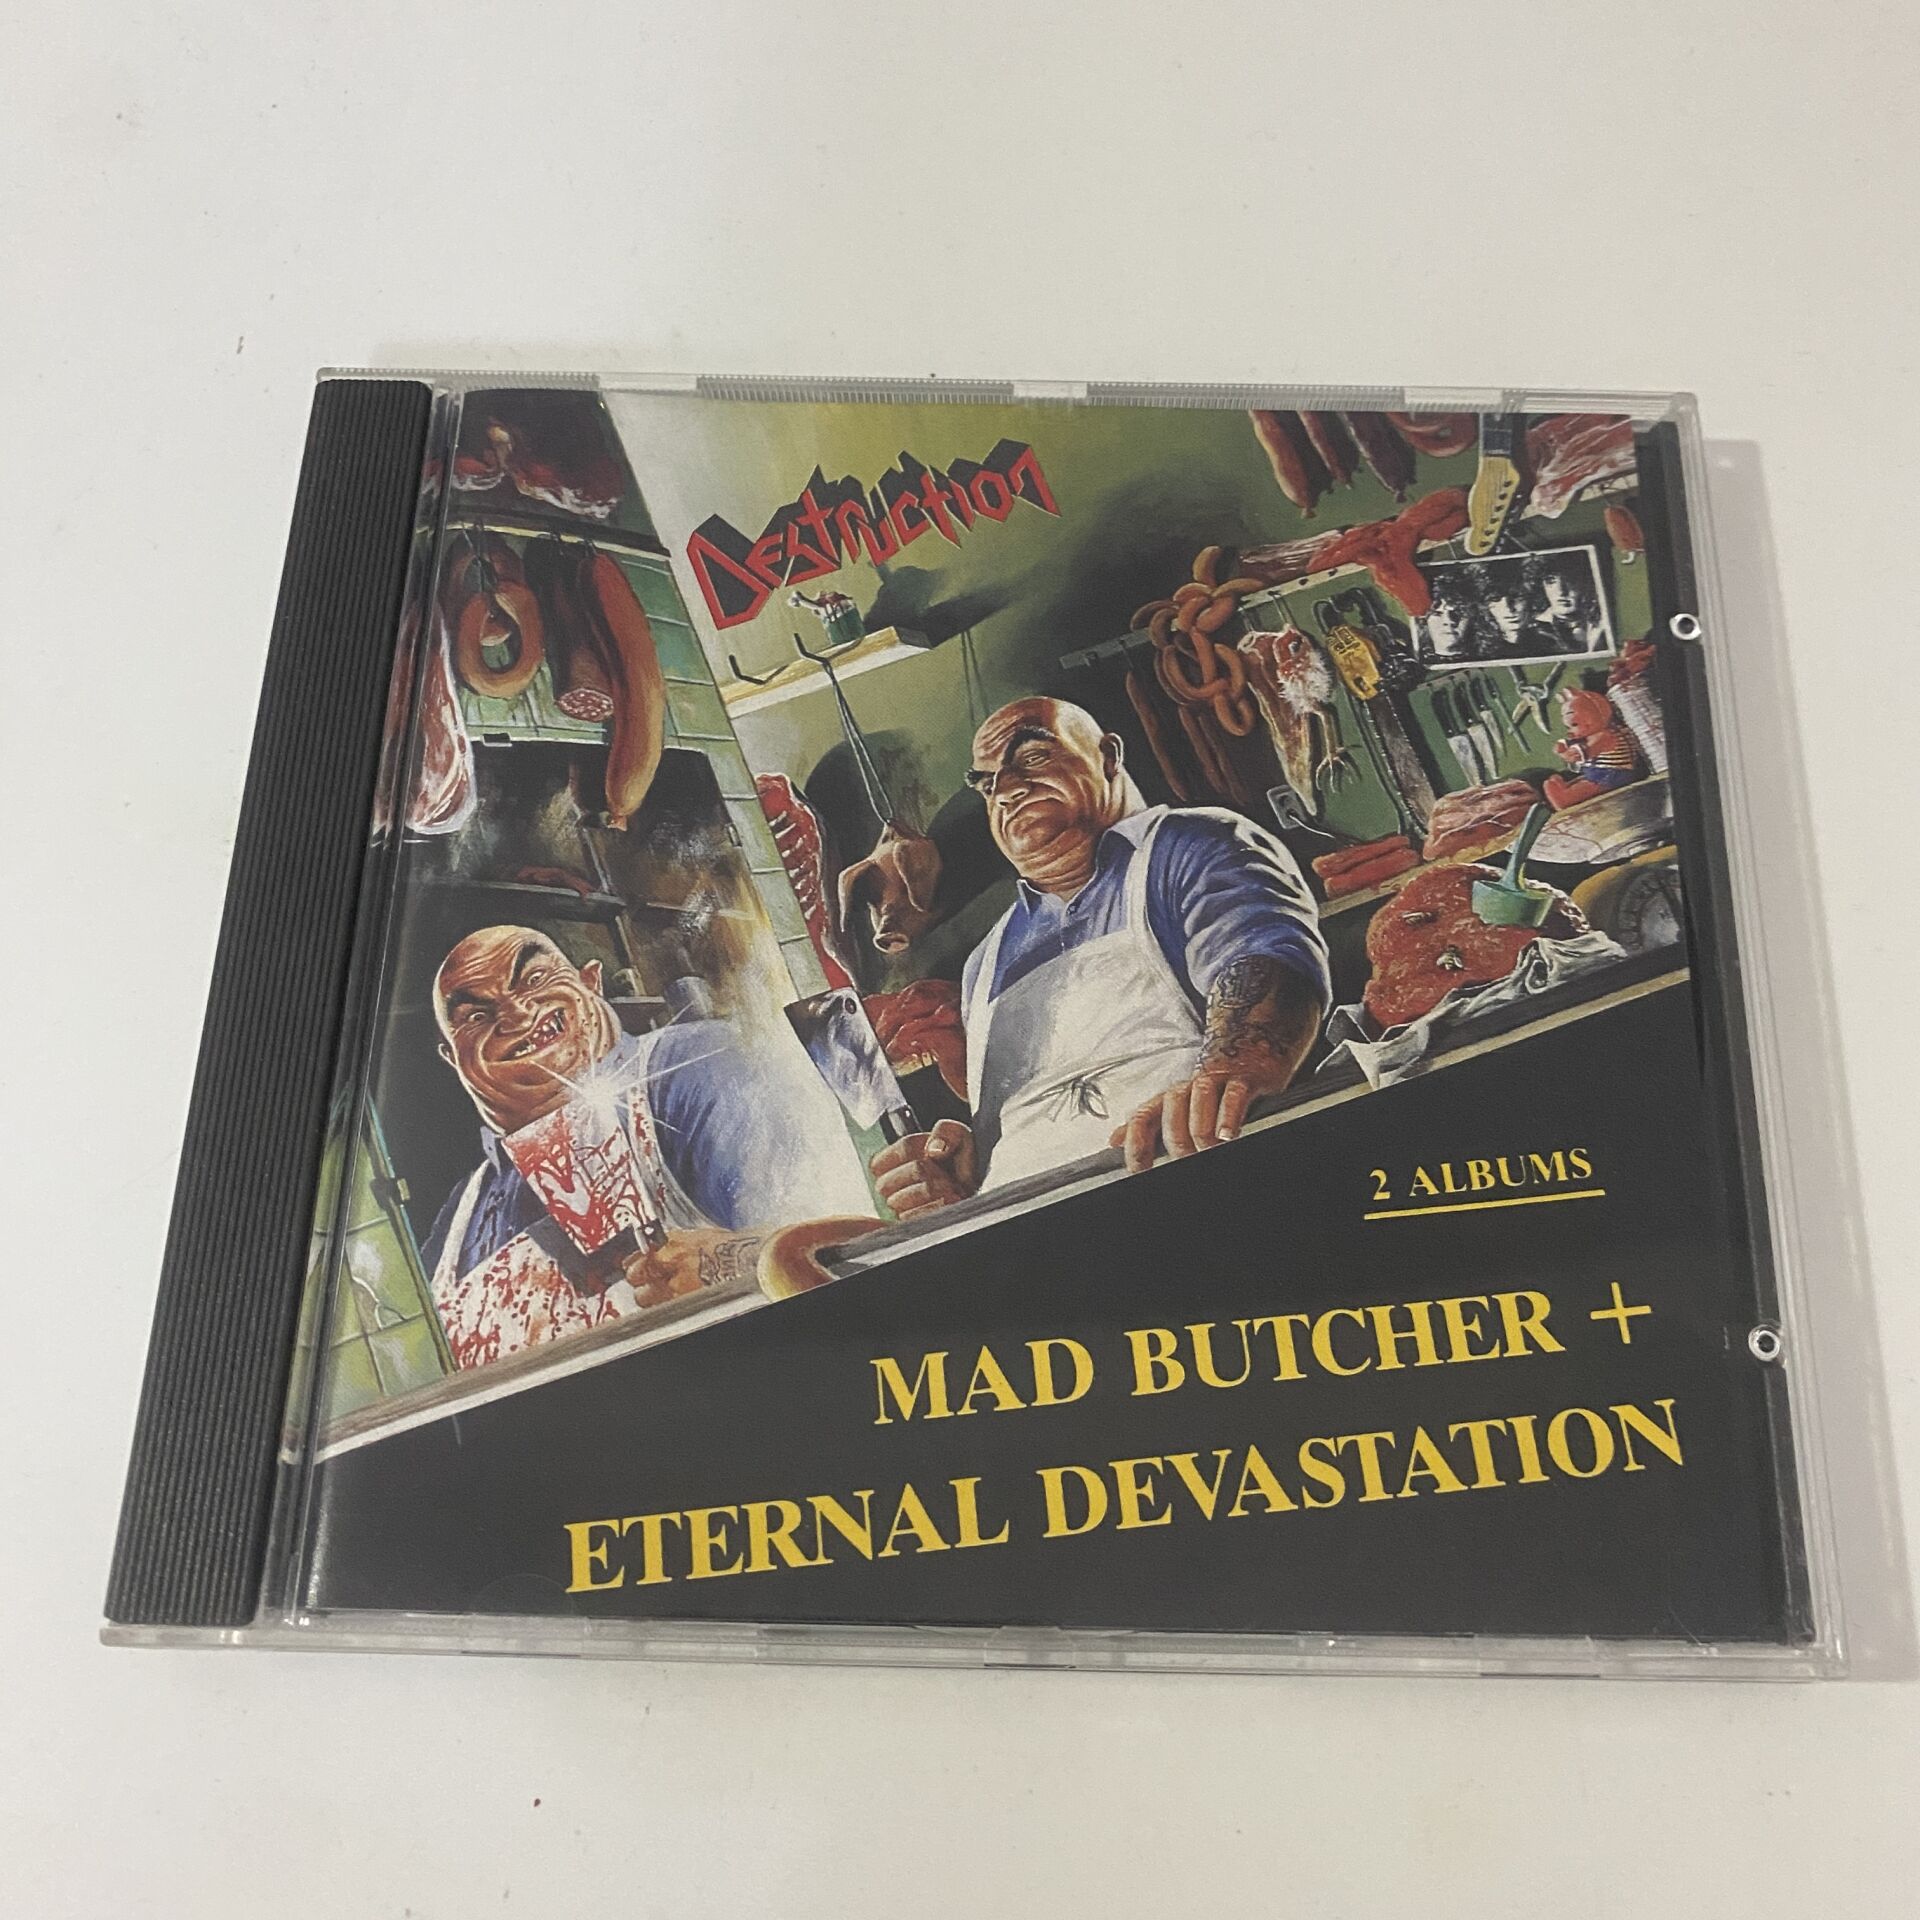 Destruction
2 ALBUMS
MAD BUTCHER +
ETERNAL DEVASTATION